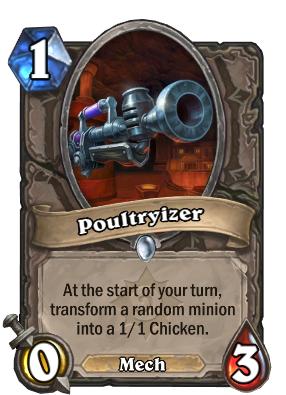 1
Poultryizer
At the start of your turn,
transform a random minion
into a 1/1 Chicken.
0
Mech
3